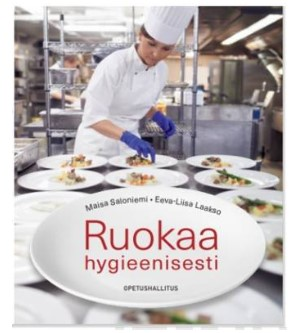 Maisa Saloniemi • Eeva-Liisa Laakso
Ruokaa
hygieenisesti
OPETUSHALLITUS